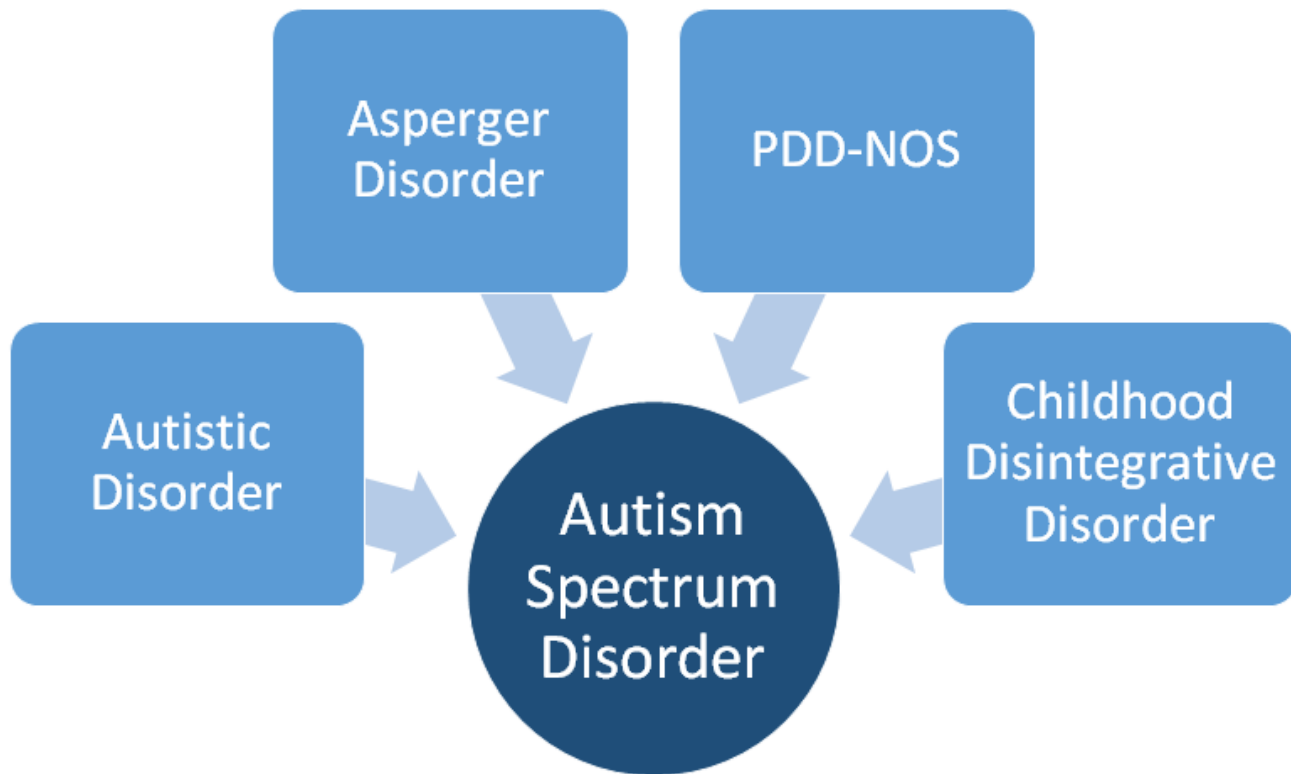 Asperger
Disorder
PDD-NOS
Autistic
Disorder
Childhood
Disintegrative
Disorder
Autism
Spectrum
Disorder